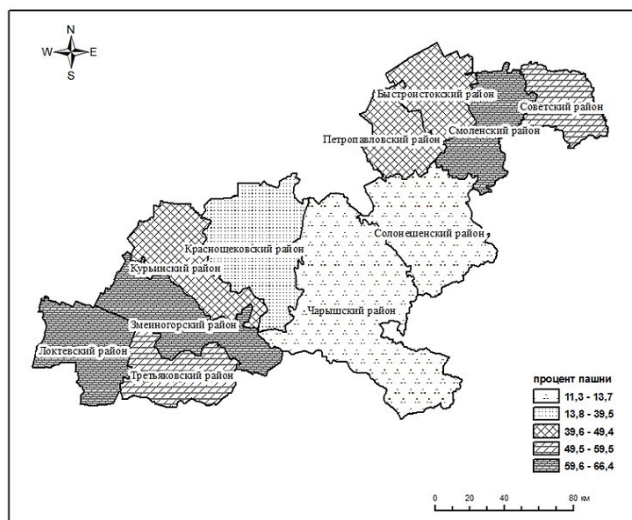 N
W E
S
Быстроистокский район
Советский район
Смоленский район
Петропавловский район
Солонешенский район
Краснощековский район
Курьинский район
Чарышский район
Змеиногорский район
Локтевский район
Третьяковский район
процент пашни
11,3 - 13,7
13,8 - 39,5
39,6 - 49,4
49,5 - 59,5
59,6 - 66,4
0 20 40 80 км